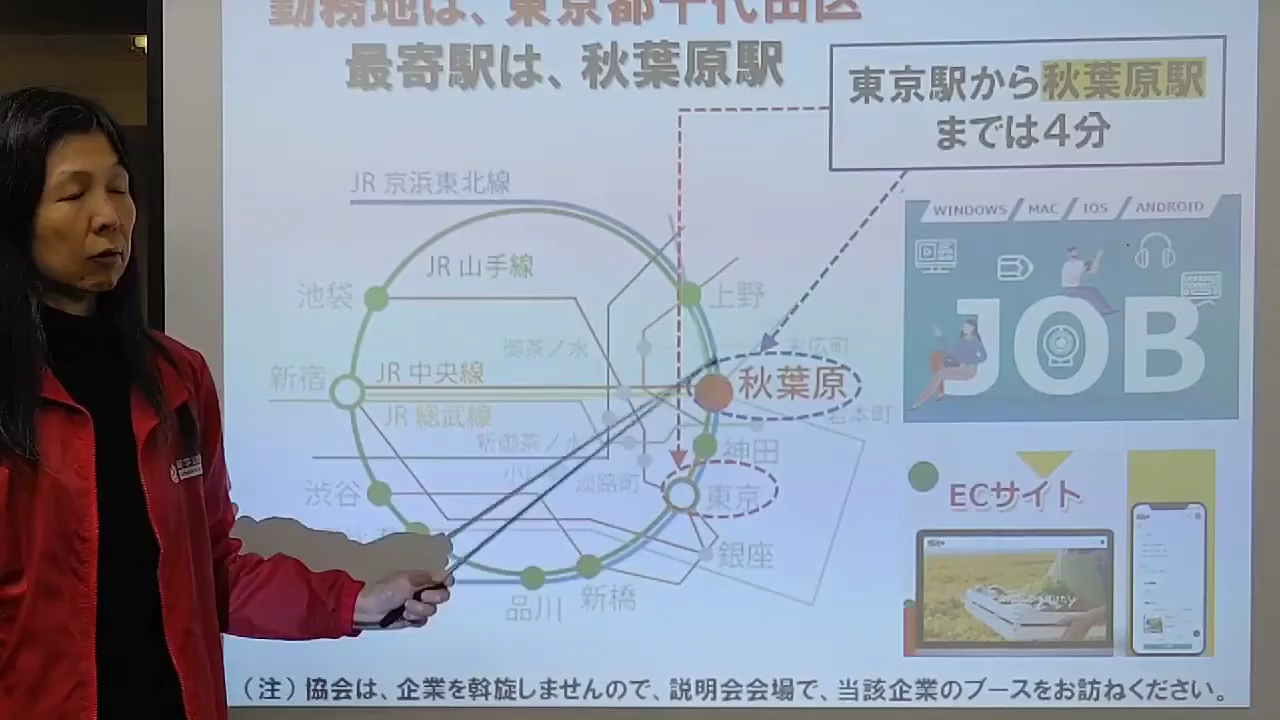 勤務地は、東京都千代田区
最寄駅は、秋葉原駅
東京駅から秋葉原駅
までは4分
JR 京浜東北線
JR 山手線
池袋
上野
御茶ノ水
末広町
新宿
JR 中央線
秋葉原
JR 総武線
岩本町
新御茶ノ水
神田
淡路町
渋谷
東京
銀座
品川
新橋
WINDOWS
MAC
IOS
ANDROID
JOB
ECサイト
（注）協会は、企業を斡旋しませんので、説明会会場で、当該企業のブースをお訪ねください。